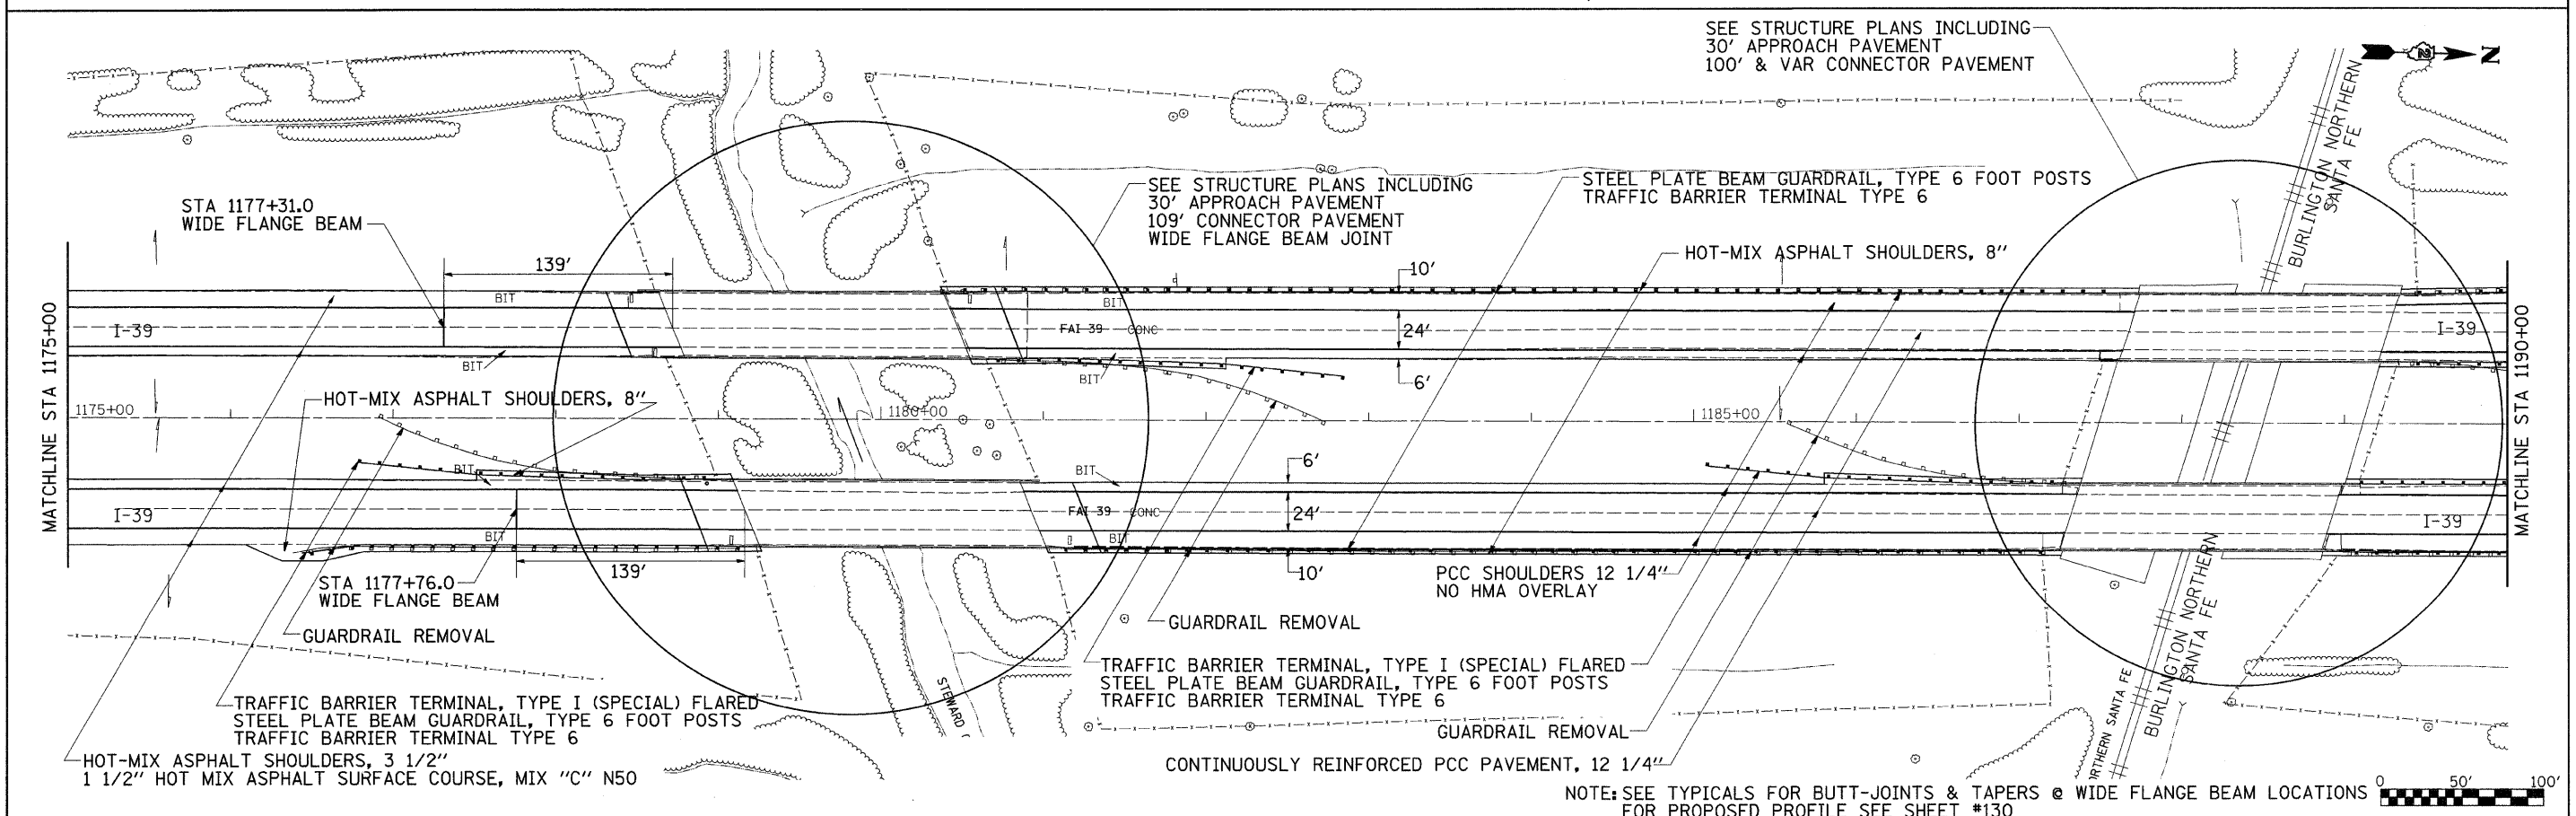 SEE STRUCTURE PLANS INCLUDING
30' APPROACH PAVEMENT
100' & VAR CONNECTOR PAVEMENT
N
BURLINGTON NORTHERN
SANTA FE
SEE STRUCTURE PLANS INCLUDING
30' APPROACH PAVEMENT
109' CONNECTOR PAVEMENT
WIDE FLANGE BEAM JOINT
STEEL PLATE BEAM GUARDRAIL, TYPE 6 FOOT POSTS
TRAFFIC BARRIER TERMINAL TYPE 6
STA 1177+31.0
WIDE FLANGE BEAM
HOT-MIX ASPHALT SHOULDERS, 8"
139'
10'
BIT
BIT
I-39
FAI 39 CONC
24'
I-39
MATCHLINE STA 1175+00
MATCHLINE STA 1190+00
BIT
BIT
6'
HOT-MIX ASPHALT SHOULDERS, 8"
1175+00
1180+00
1185+00
BIT
BIT
6'
I-39
FAI 39 CONC
24'
I-39
BIT
BIT
139'
10'
STA 1177+76.0
WIDE FLANGE BEAM
PCC SHOULDERS 12 1/4"
NO HMA OVERLAY
BURLINGTON NORTHERN
SANTA FE
GUARDRAIL REMOVAL
GUARDRAIL REMOVAL
TRAFFIC BARRIER TERMINAL, TYPE I (SPECIAL) FLARED
STEEL PLATE BEAM GUARDRAIL, TYPE 6 FOOT POSTS
TRAFFIC BARRIER TERMINAL TYPE 6
STEWARD
TRAFFIC BARRIER TERMINAL, TYPE I (SPECIAL) FLARED
STEEL PLATE BEAM GUARDRAIL, TYPE 6 FOOT POSTS
TRAFFIC BARRIER TERMINAL TYPE 6
GUARDRAIL REMOVAL
RTHERN SANTA FE
HOT-MIX ASPHALT SHOULDERS, 3 1/2"
1 1/2" HOT MIX ASPHALT SURFACE COURSE, MIX "C" N50
CONTINUOUSLY REINFORCED PCC PAVEMENT, 12 1/4"
0 50' 100'
NOTE: SEE TYPICALS FOR BUTT-JOINTS & TAPERS @ WIDE FLANGE BEAM LOCATIONS
FOR PROPOSED PROFILE SEE SHEET #130